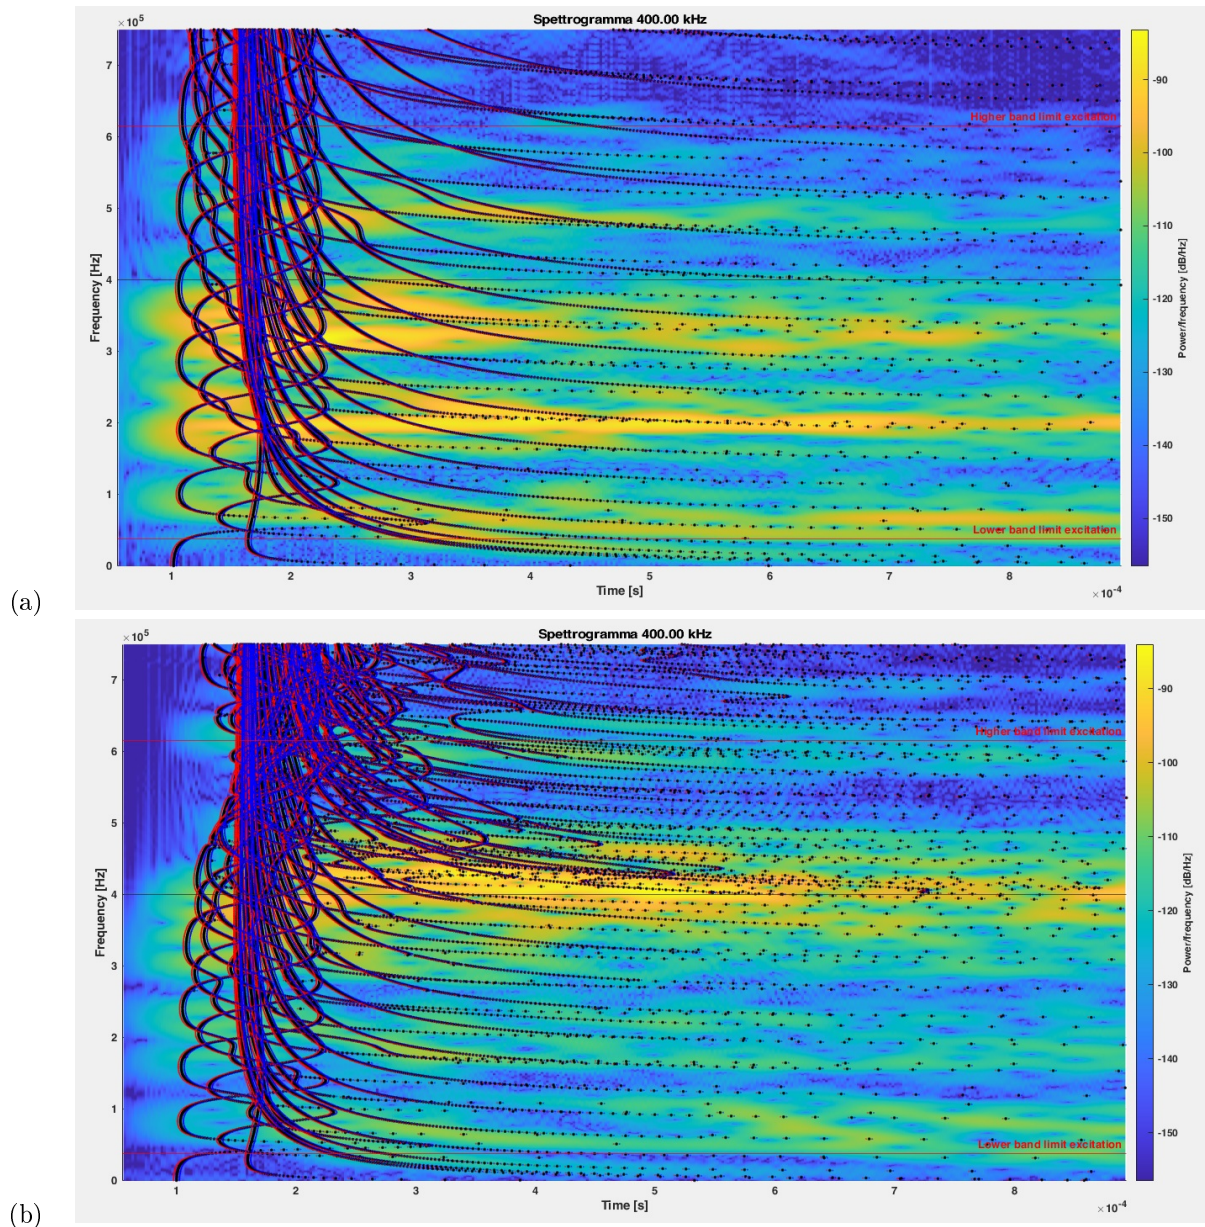 Spettrogramma 400.00 kHz
×10⁵
7
6
5
4
3
2
1
0
Frequency [Hz]
Higher band limit excitation
Lower band limit excitation
1 2 3 4 5 6 7 8
Time [s]
×10⁻⁴
-90
-100
-110
-120
-130
-140
-150
Power/frequency [dB/Hz]
(a)
Spettrogramma 400.00 kHz
×10⁵
7
6
5
4
3
2
1
0
Frequency [Hz]
Higher band limit excitation
Lower band limit excitation
1 2 3 4 5 6 7 8
Time [s]
×10⁻⁴
-90
-100
-110
-120
-130
-140
-150
Power/frequency [dB/Hz]
(b)